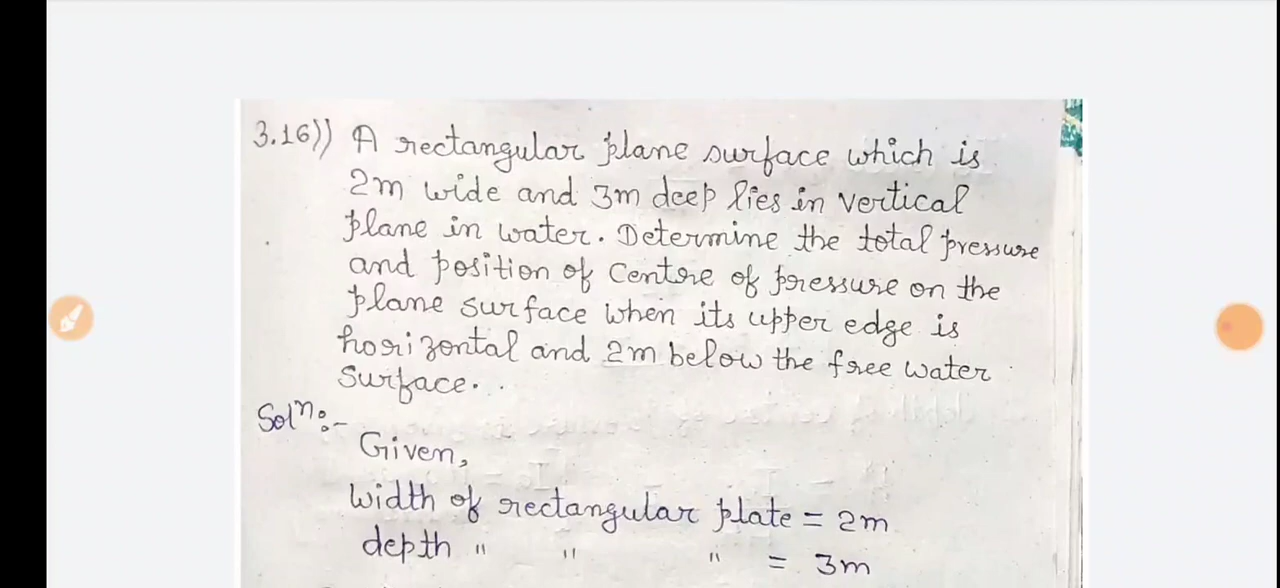 3.16)) A rectangular plane surface which is
2m wide and 3m deep lies in vertical
plane in water. Determine the total pressure
and position of Centre of pressure on the
plane surface when its upper edge is
horizontal and 2m below the free water
surface.
Solⁿ:-
Given,
width of rectangular plate = 2m
depth " " " = 3m